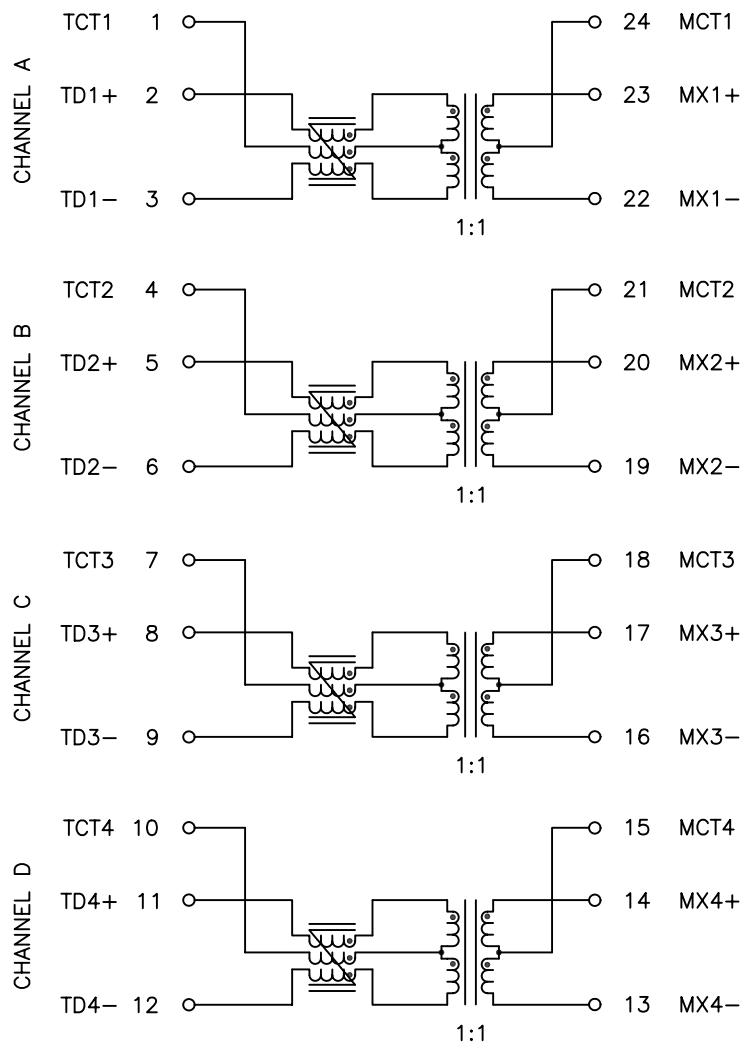 CHANNEL A
TCT1 1 24 MCT1
TD1+ 2 23 MX1+
TD1− 3 22 MX1−
1:1
CHANNEL B
TCT2 4 21 MCT2
TD2+ 5 20 MX2+
TD2− 6 19 MX2−
1:1
CHANNEL C
TCT3 7 18 MCT3
TD3+ 8 17 MX3+
TD3− 9 16 MX3−
1:1
CHANNEL D
TCT4 10 15 MCT4
TD4+ 11 14 MX4+
TD4− 12 13 MX4−
1:1